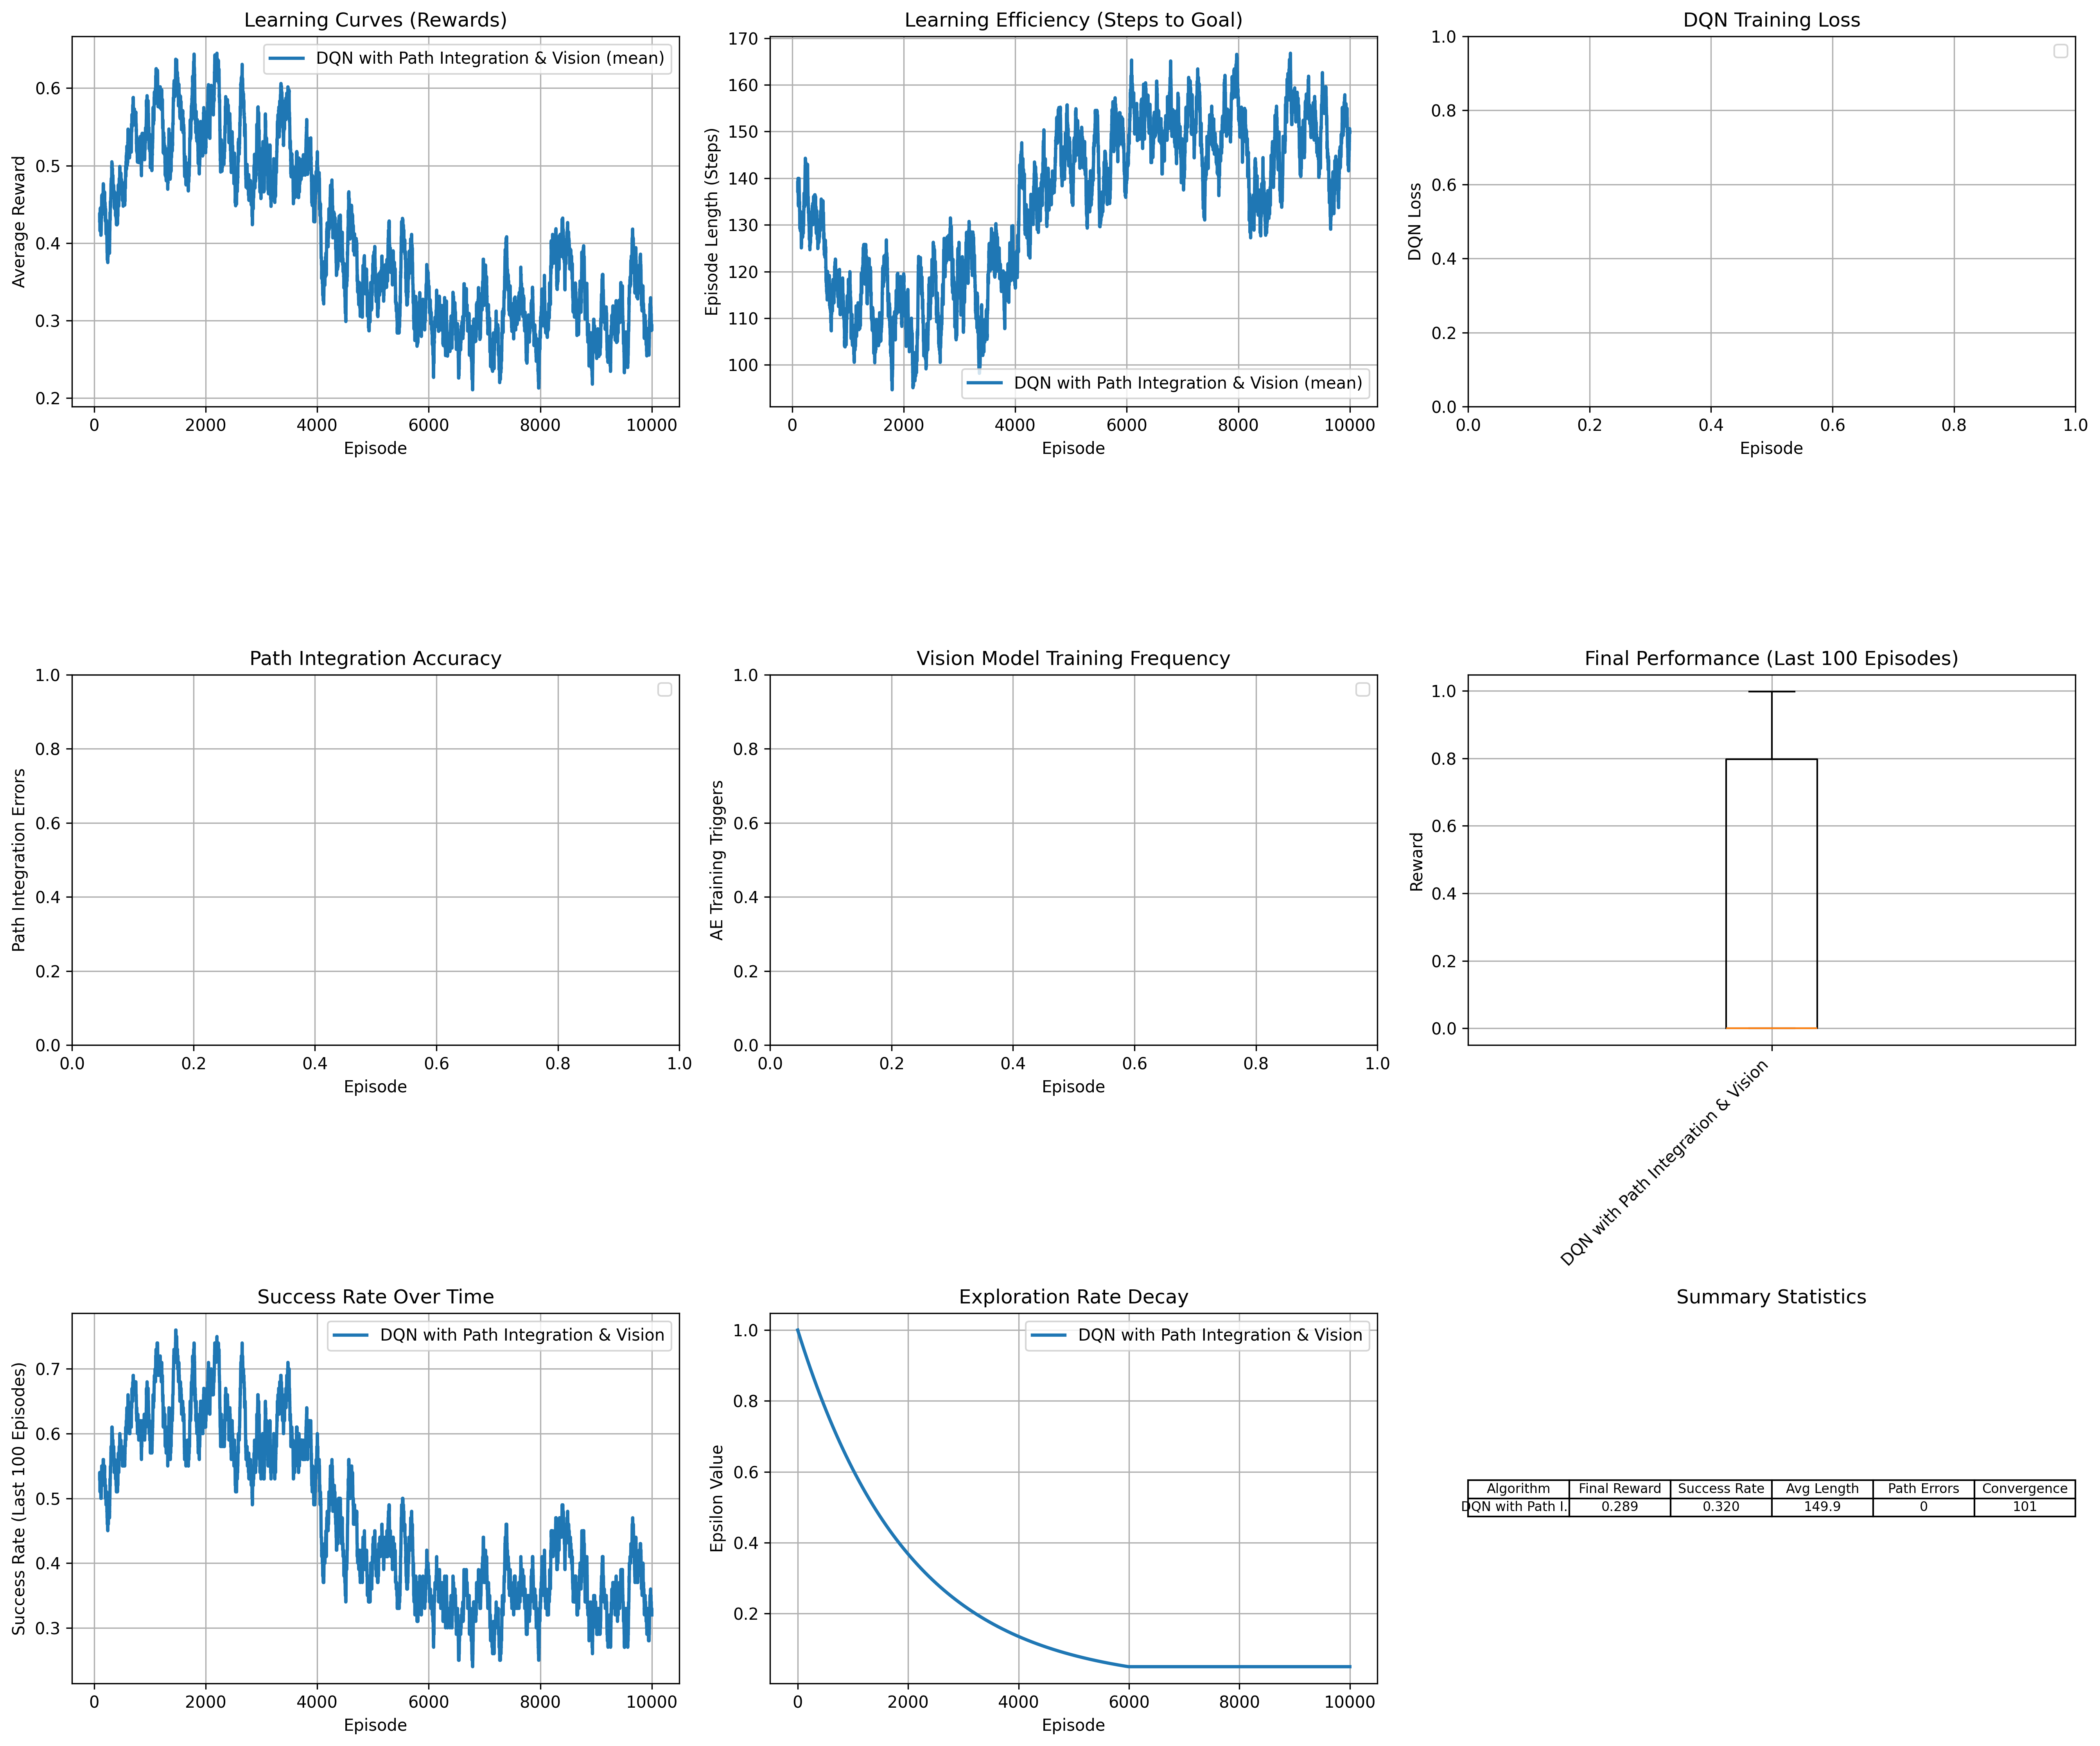 Learning Curves (Rewards)
DQN with Path Integration & Vision (mean)
0.6
0.5
0.4
0.3
0.2
Average Reward
0 2000 4000 6000 8000 10000
Episode
Learning Efficiency (Steps to Goal)
170
160
150
140
130
120
110
100
Episode Length (Steps)
DQN with Path Integration & Vision (mean)
0 2000 4000 6000 8000 10000
Episode
DQN Training Loss
1.0
0.8
0.6
0.4
0.2
0.0
DQN Loss
0.0 0.2 0.4 0.6 0.8 1.0
Episode
Path Integration Accuracy
1.0
0.8
0.6
0.4
0.2
0.0
Path Integration Errors
0.0 0.2 0.4 0.6 0.8 1.0
Episode
Vision Model Training Frequency
1.0
0.8
0.6
0.4
0.2
0.0
AE Training Triggers
0.0 0.2 0.4 0.6 0.8 1.0
Episode
Final Performance (Last 100 Episodes)
1.0
0.8
0.6
0.4
0.2
0.0
Reward
DQN with Path Integration & Vision
Success Rate Over Time
DQN with Path Integration & Vision
0.7
0.6
0.5
0.4
0.3
Success Rate (Last 100 Episodes)
0 2000 4000 6000 8000 10000
Episode
Exploration Rate Decay
DQN with Path Integration & Vision
1.0
0.8
0.6
0.4
0.2
Epsilon Value
0 2000 4000 6000 8000 10000
Episode
Summary Statistics
Algorithm Final Reward Success Rate Avg Length Path Errors Convergence
DQN with Path I. 0.289 0.320 149.9 0 101